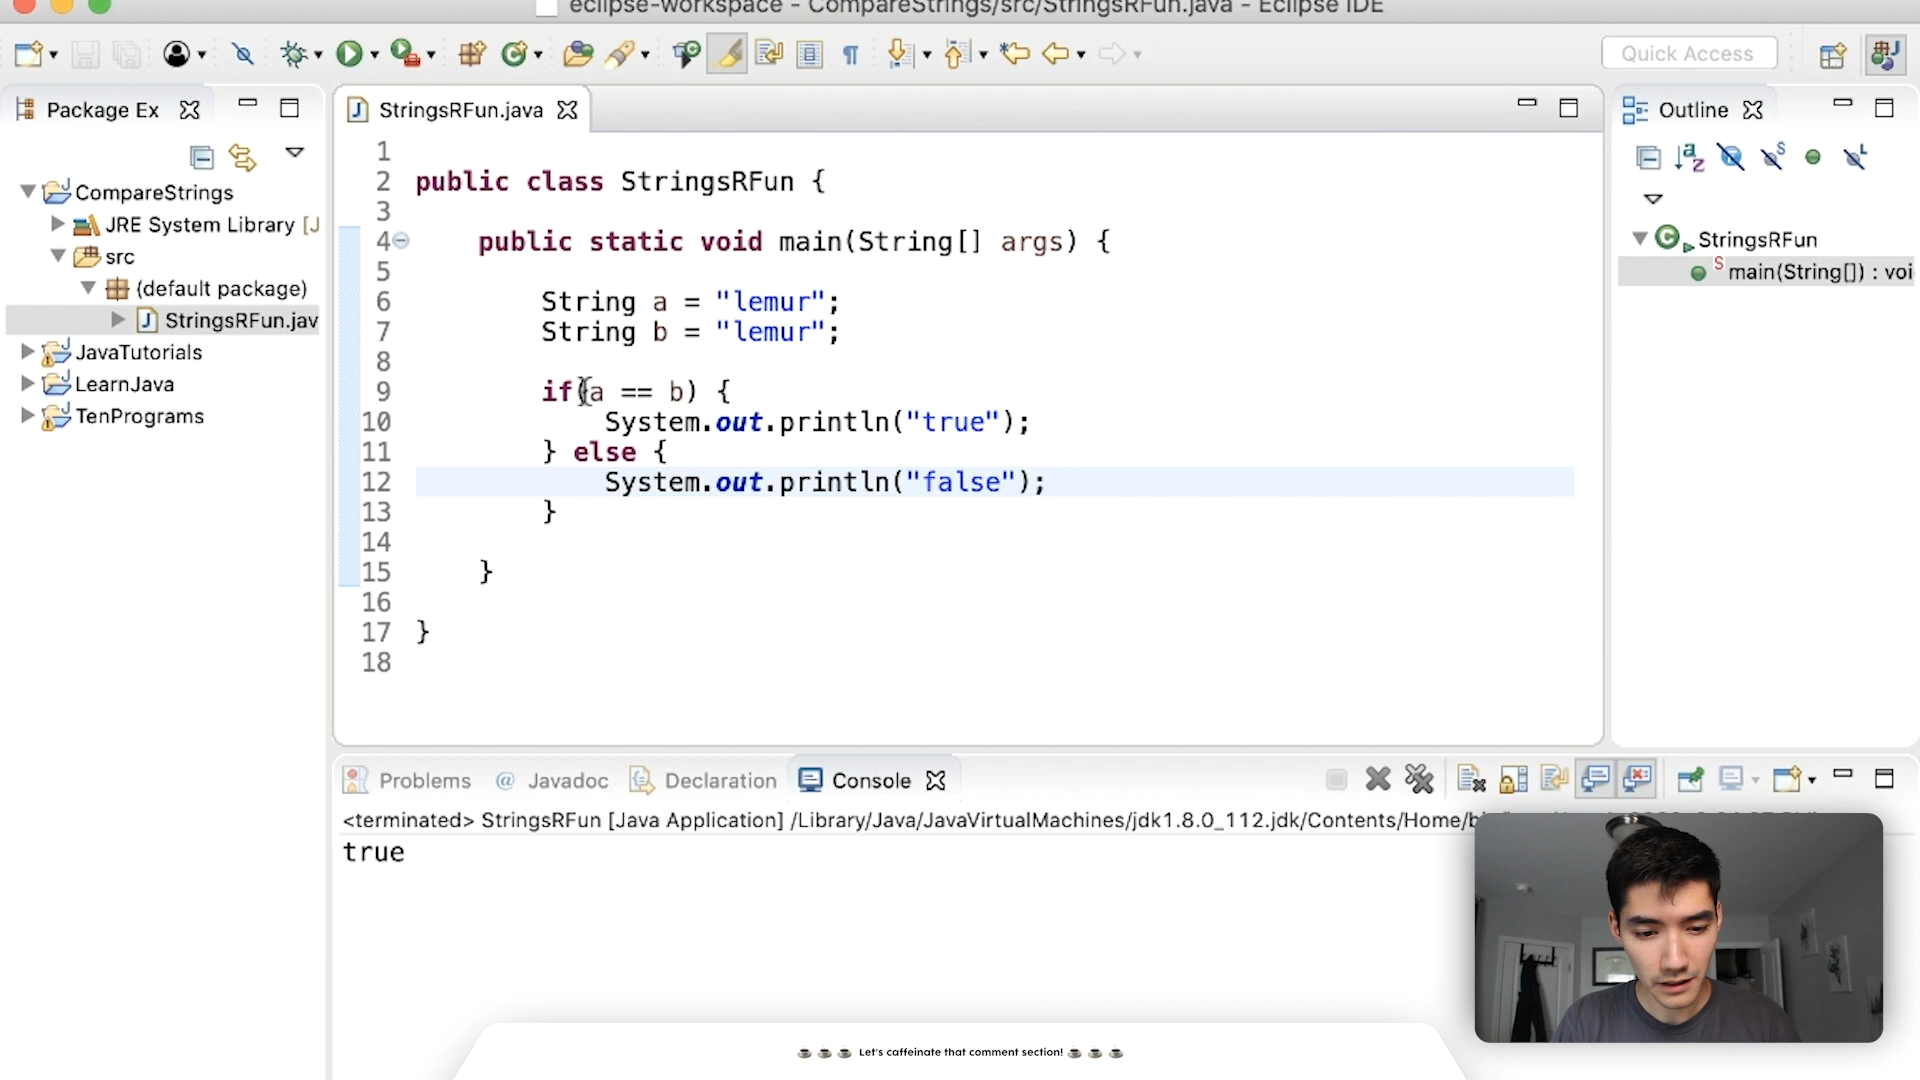 eclipse-workspace - CompareStrings/src/StringsRFun.java - Eclipse IDE
Quick Access
Package Ex
StringsRFun.java
Outline
CompareStrings
JRE System Library [J
src
(default package)
StringsRFun.jav
JavaTutorials
LearnJava
TenPrograms
1
2 public class StringsRFun {
3
4 public static void main(String[] args) {
5
6 String a = "lemur";
7 String b = "lemur";
8
9 if(a == b) {
10 System.out.println("true");
11 } else {
12 System.out.println("false");
13 }
14
15 }
16
17 }
18
StringsRFun
main(String[]) : voi
Problems @ Javadoc Declaration Console
<terminated> StringsRFun [Java Application] /Library/Java/JavaVirtualMachines/jdk1.8.0_112.jdk/Contents/Home/b
true
Let's caffeinate that comment section!